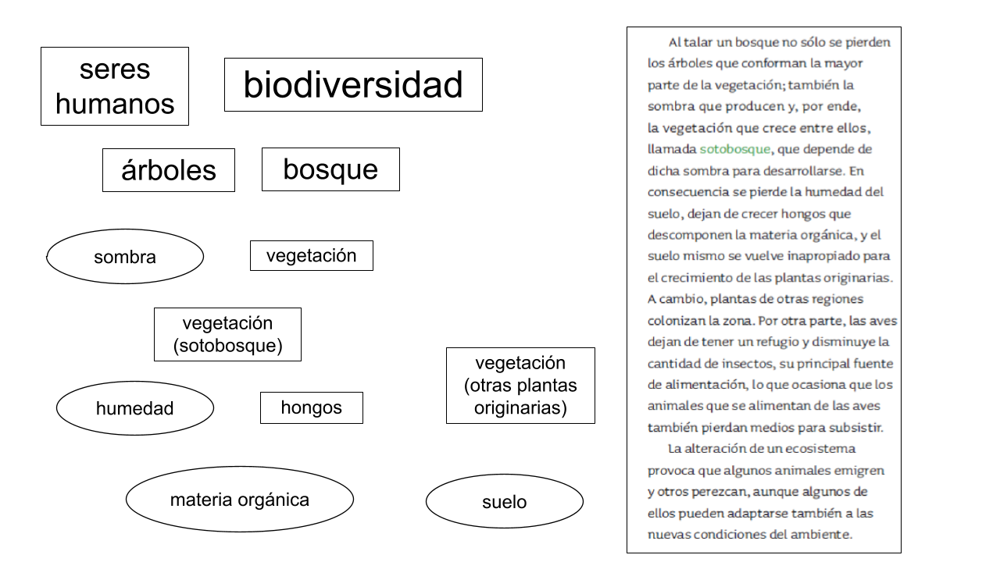 seres
humanos
biodiversidad
árboles
bosque
sombra
vegetación
vegetación
(sotobosque)
vegetación
(otras plantas
originarias)
humedad
hongos
materia orgánica
suelo
Al talar un bosque no sólo se pierden
los árboles que conforman la mayor
parte de la vegetación; también la
sombra que producen y, por ende,
la vegetación que crece entre ellos,
llamada sotobosque, que depende de
dicha sombra para desarrollarse. En
consecuencia se pierde la humedad del
suelo, dejan de crecer hongos que
descomponen la materia orgánica, y el
suelo mismo se vuelve inapropiado para
el crecimiento de las plantas originarias.
A cambio, plantas de otras regiones
colonizan la zona. Por otra parte, las aves
dejan de tener un refugio y disminuye la
cantidad de insectos, su principal fuente
de alimentación, lo que ocasiona que los
animales que se alimentan de las aves
también pierdan medios para subsistir.
La alteración de un ecosistema
provoca que algunos animales emigren
y otros perezcan, aunque algunos de
ellos pueden adaptarse también a las
nuevas condiciones del ambiente.